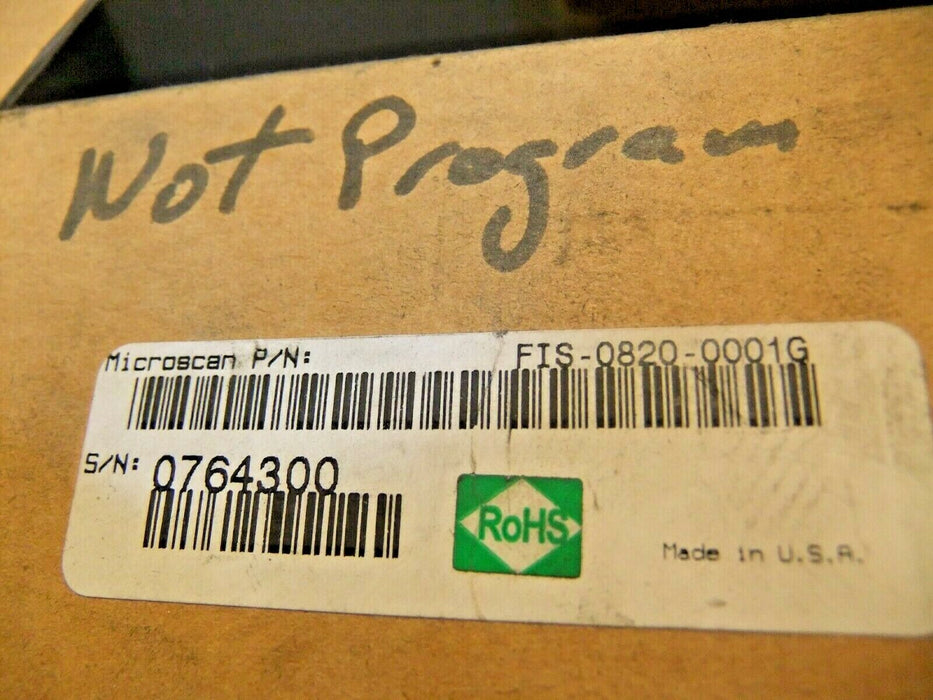 Not Program
Microscan P/N: FIS-0820-0001G
S/N: 0764300
RoHS
Made in U.S.A.